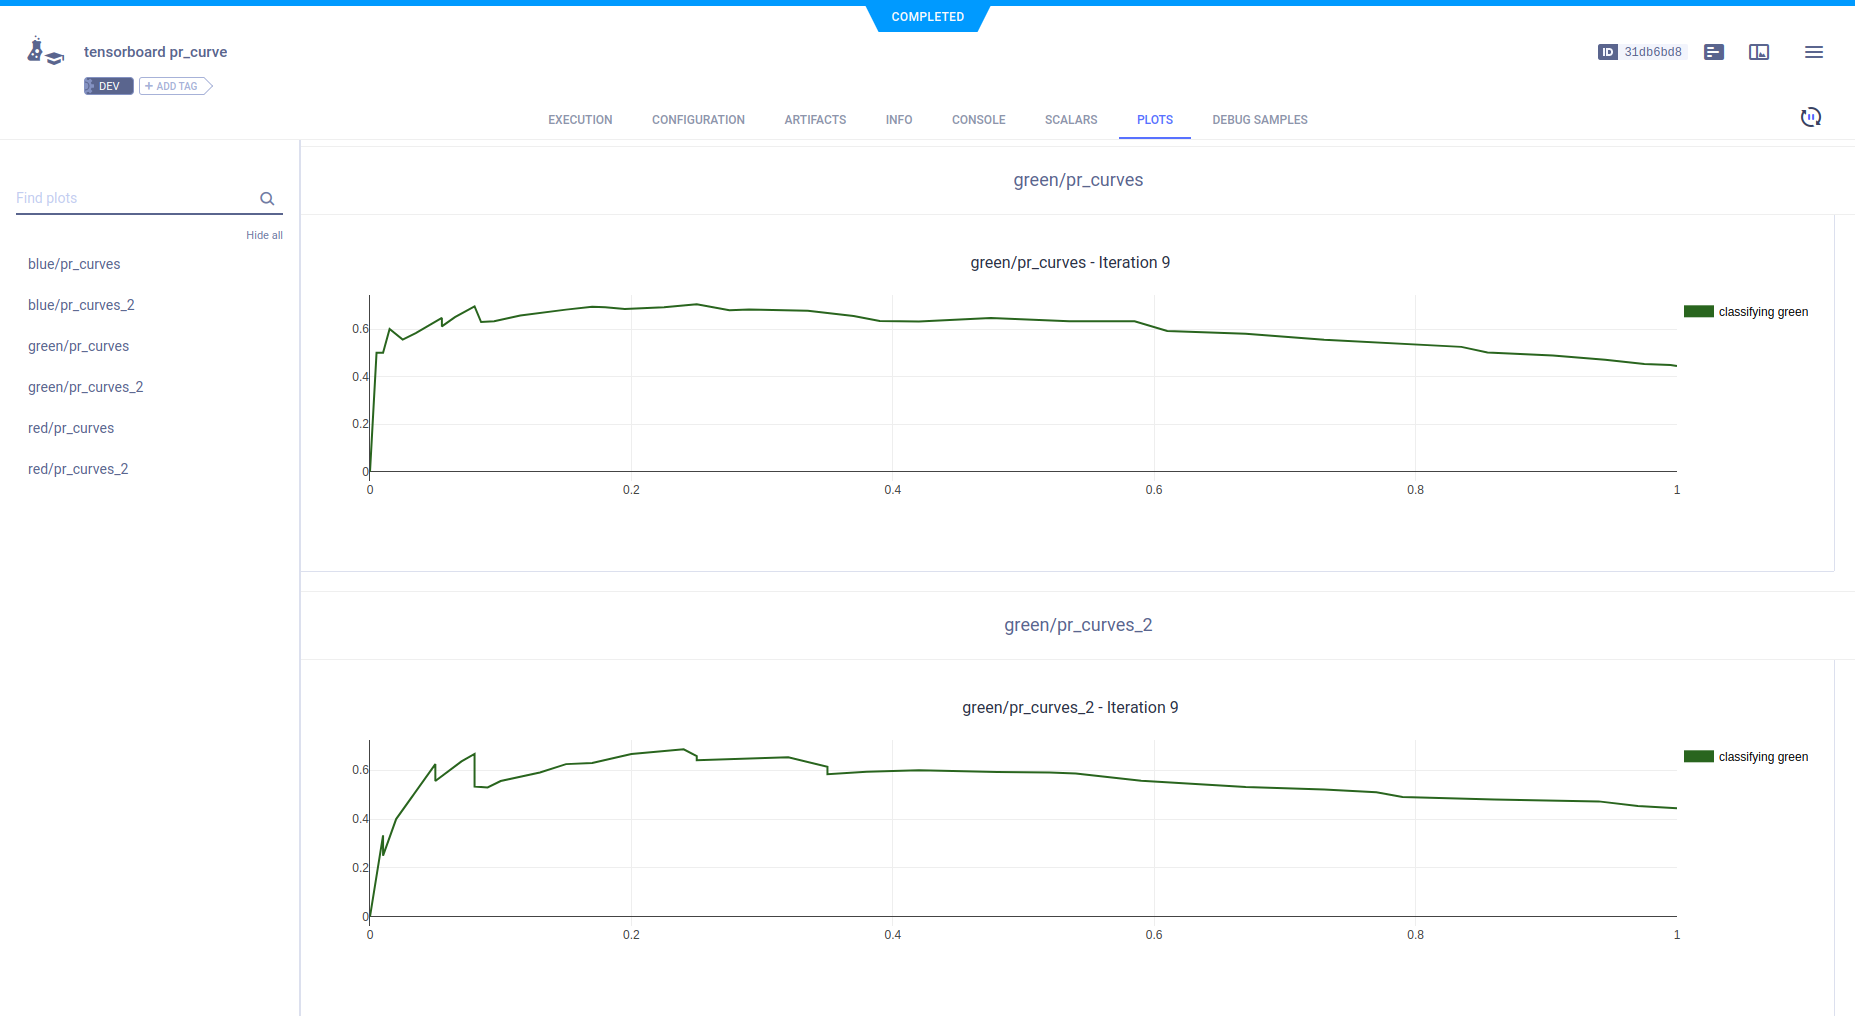 COMPLETED
tensorboard pr_curve
ID 31db6bd8
DEV
+ ADD TAG
EXECUTION CONFIGURATION ARTIFACTS INFO CONSOLE SCALARS PLOTS DEBUG SAMPLES
Find plots
Hide all
blue/pr_curves
blue/pr_curves_2
green/pr_curves
green/pr_curves_2
red/pr_curves
red/pr_curves_2
green/pr_curves
green/pr_curves - Iteration 9
classifying green
0.6
0.4
0.2
0
0 0.2 0.4 0.6 0.8 1
green/pr_curves_2
green/pr_curves_2 - Iteration 9
classifying green
0.6
0.4
0.2
0
0 0.2 0.4 0.6 0.8 1